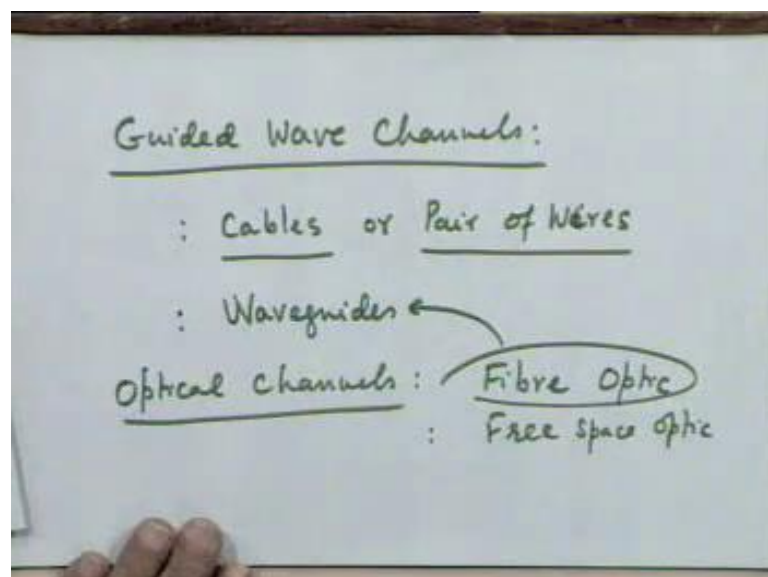 Guided Wave Channels:
: Cables or Pair of Wires
: Waveguides
Optical Channels : Fibre Optic
: Free Space Optic